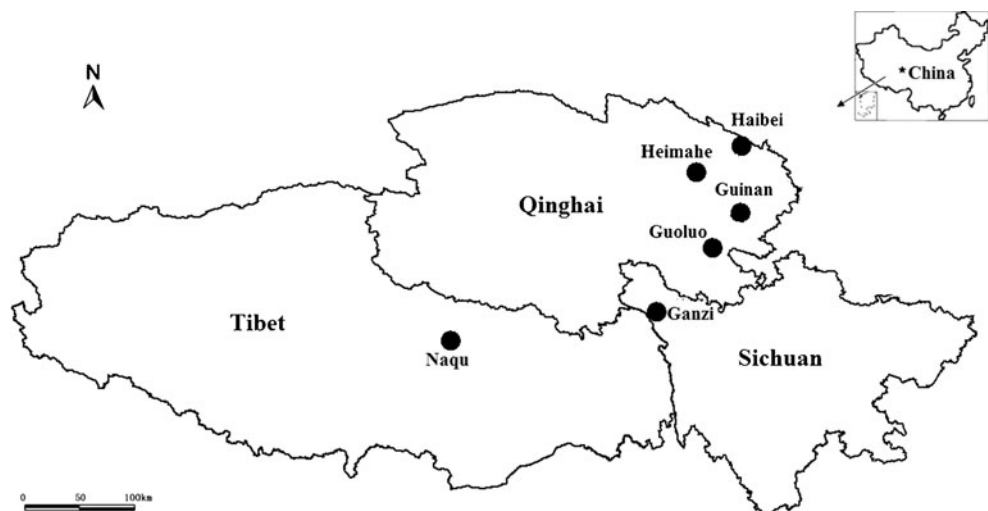 N
★China
Haibei
Heimahe
Guinan
Qinghai
Guoluo
Ganzi
Tibet
Naqu
Sichuan
0 50 100km